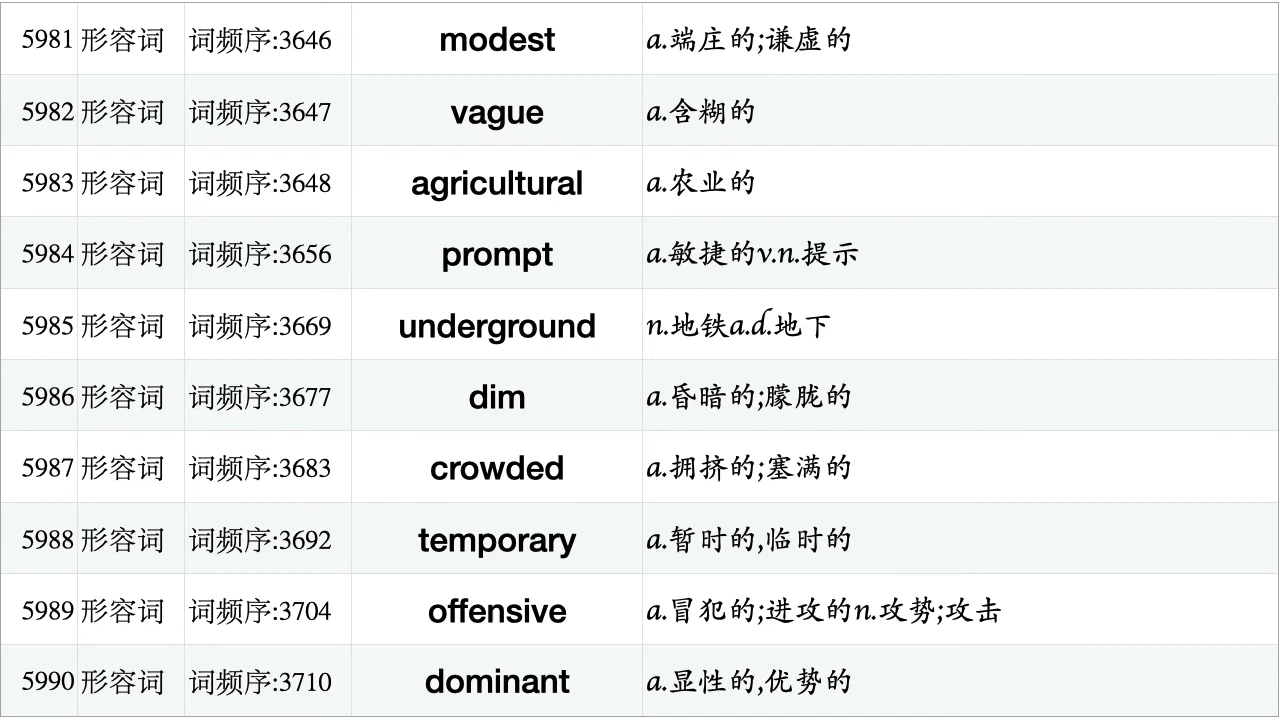 5981 形容词 词频序:3646 modest a.端庄的;谦虚的
5982 形容词 词频序:3647 vague a.含糊的
5983 形容词 词频序:3648 agricultural a.农业的
5984 形容词 词频序:3656 prompt a.敏捷的v.n.提示
5985 形容词 词频序:3669 underground n.地铁a.d.地下
5986 形容词 词频序:3677 dim a.昏暗的;朦胧的
5987 形容词 词频序:3683 crowded a.拥挤的;塞满的
5988 形容词 词频序:3692 temporary a.暂时的,临时的
5989 形容词 词频序:3704 offensive a.冒犯的;进攻的n.攻势;攻击
5990 形容词 词频序:3710 dominant a.显性的,优势的